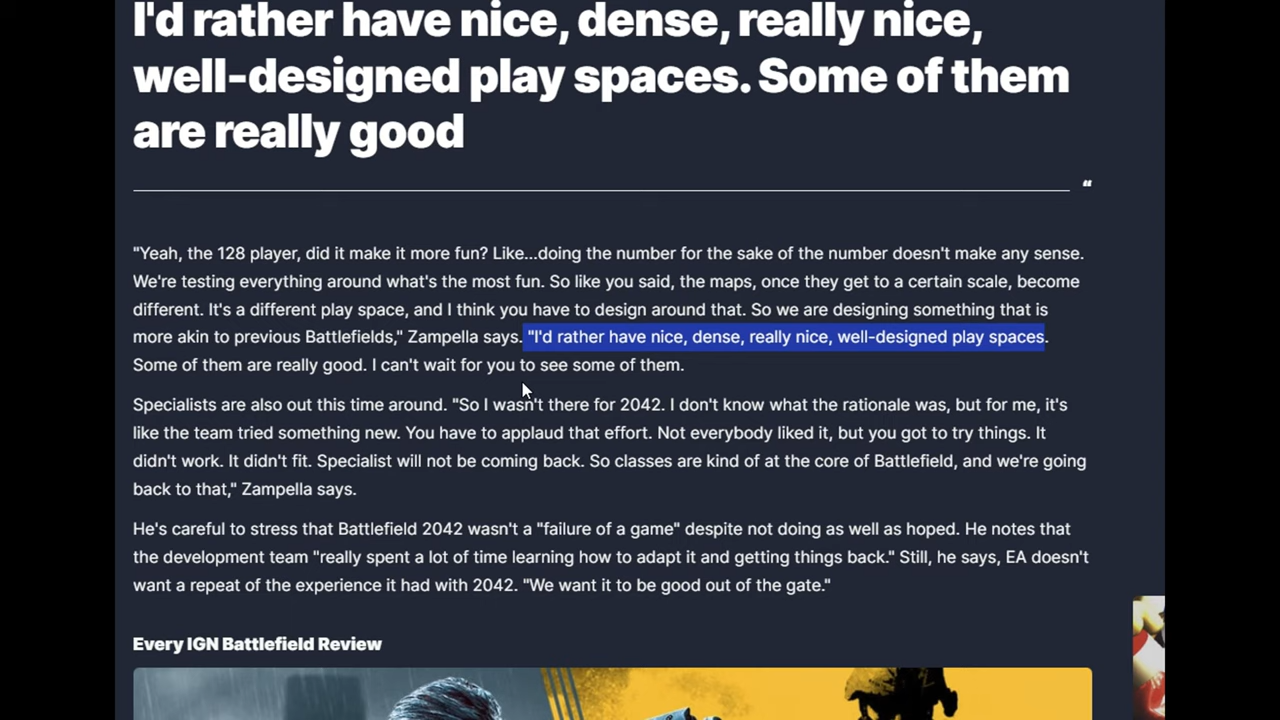 I'd rather have nice, dense, really nice,
well-designed play spaces. Some of them
are really good
“
"Yeah, the 128 player, did it make it more fun? Like...doing the number for the sake of the number doesn't make any sense.
We're testing everything around what's the most fun. So like you said, the maps, once they get to a certain scale, become
different. It's a different play space, and I think you have to design around that. So we are designing something that is
more akin to previous Battlefields," Zampella says. "I'd rather have nice, dense, really nice, well-designed play spaces.
Some of them are really good. I can't wait for you to see some of them.
Specialists are also out this time around. "So I wasn't there for 2042. I don't know what the rationale was, but for me, it's
like the team tried something new. You have to applaud that effort. Not everybody liked it, but you got to try things. It
didn't work. It didn't fit. Specialist will not be coming back. So classes are kind of at the core of Battlefield, and we're going
back to that," Zampella says.
He's careful to stress that Battlefield 2042 wasn't a "failure of a game" despite not doing as well as hoped. He notes that
the development team "really spent a lot of time learning how to adapt it and getting things back." Still, he says, EA doesn't
want a repeat of the experience it had with 2042. "We want it to be good out of the gate."
Every IGN Battlefield Review